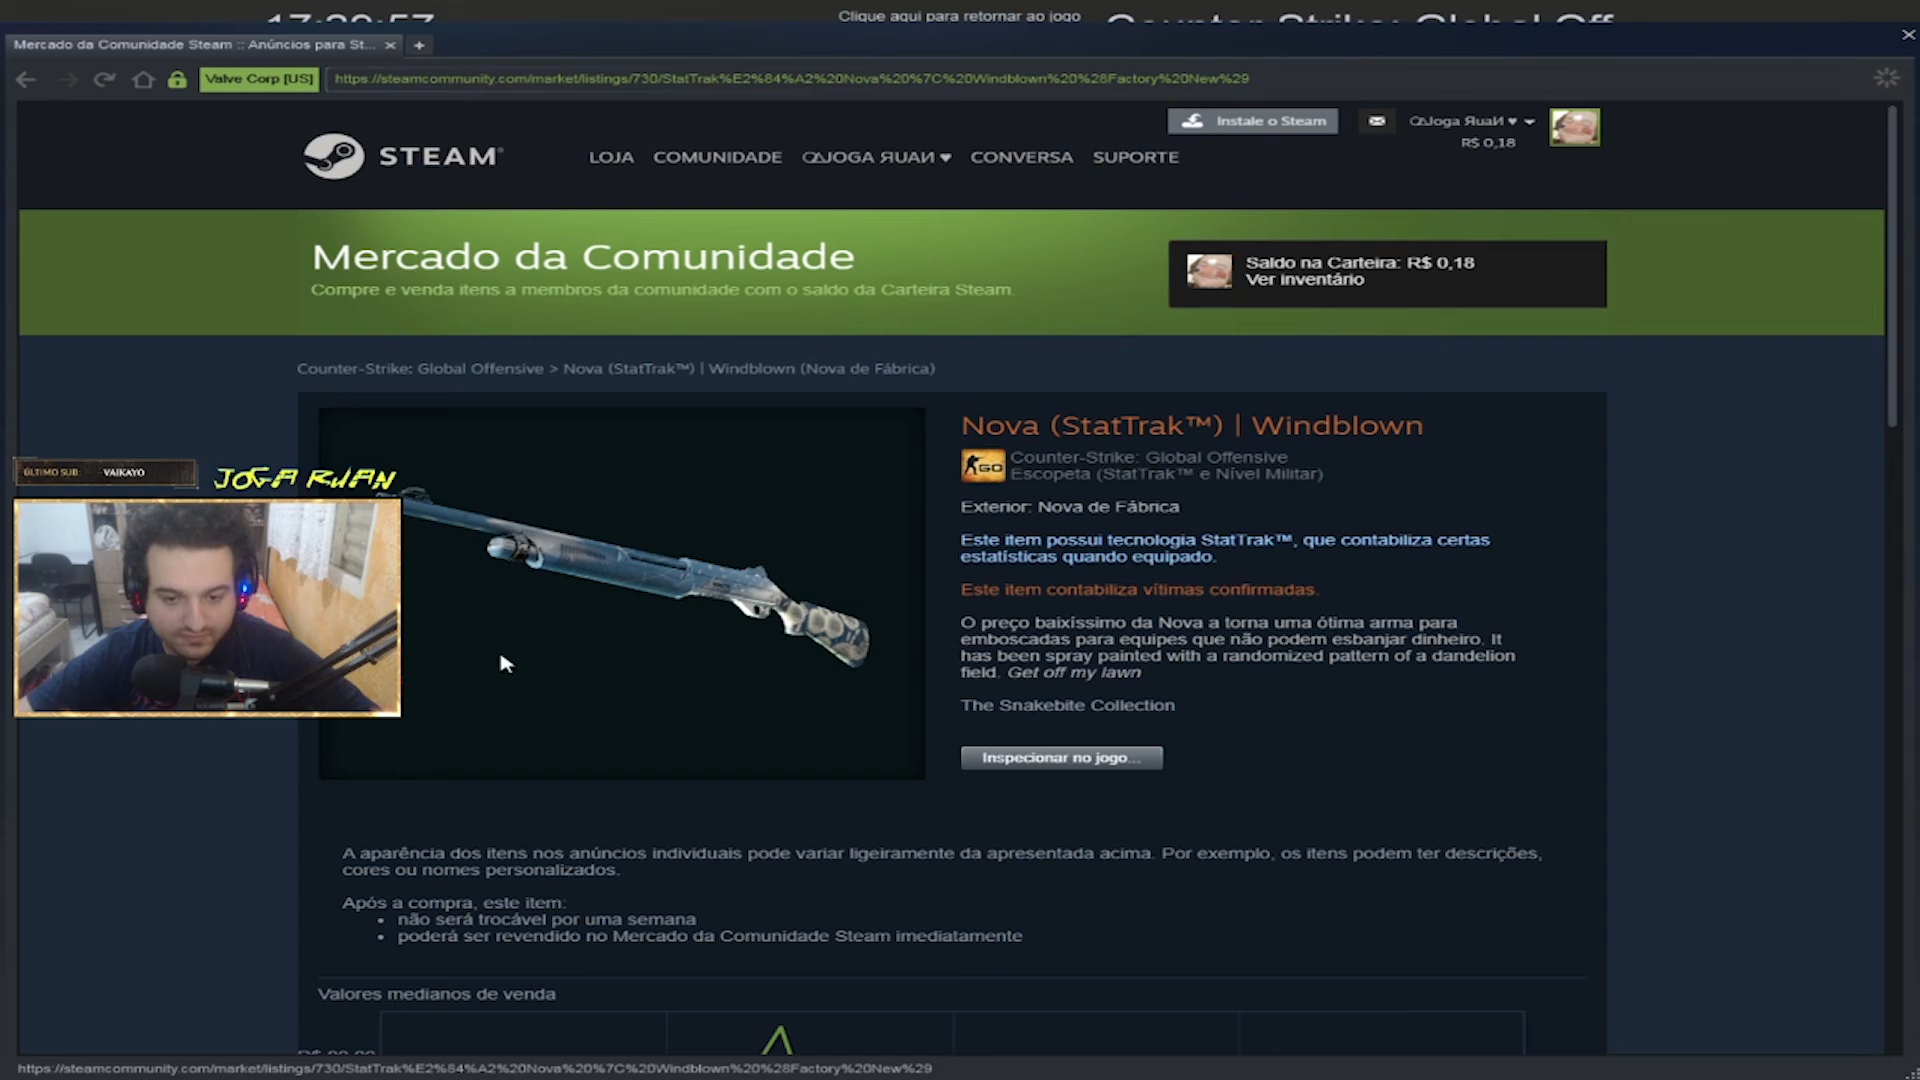 Clique aqui para retornar ao jogo
Mercado da Comunidade Steam :: Anúncios para St...
Valve Corp [US]
https://steamcommunity.com/market/listings/730/StatTrak%E2%84%A2%20Nova%20%7C%20Windblown%20%28Factory%20New%29
Instale o Steam
R$ 0,18
STEAM
LOJA COMUNIDADE CONVERSA SUPORTE
Mercado da Comunidade
Compre e venda itens a membros da comunidade com o saldo da Carteira Steam.
Saldo na Carteira: R$ 0,18
Ver inventário
Counter-Strike: Global Offensive > Nova (StatTrak™) | Windblown (Nova de Fábrica)
Nova (StatTrak™) | Windblown
GO
Counter-Strike: Global Offensive
Escopeta (StatTrak™ e Nível Militar)
Exterior: Nova de Fábrica
Este item possui tecnologia StatTrak™, que contabiliza certas
estatísticas quando equipado.
Este item contabiliza vítimas confirmadas.
O preço baixíssimo da Nova a torna uma ótima arma para
emboscadas para equipes que não podem esbanjar dinheiro. It
has been spray painted with a randomized pattern of a dandelion
field. Get off my lawn
The Snakebite Collection
Inspecionar no jogo...
ÚLTIMO SUB: VAIKAYO
JOGA RUAN
A aparência dos itens nos anúncios individuais pode variar ligeiramente da apresentada acima. Por exemplo, os itens podem ter descrições,
cores ou nomes personalizados.
Após a compra, este item:
• não será trocável por uma semana
• poderá ser revendido no Mercado da Comunidade Steam imediatamente
Valores medianos de venda
https://steamcommunity.com/market/listings/730/StatTrak%E2%84%A2%20Nova%20%7C%20Windblown%20%28Factory%20New%29